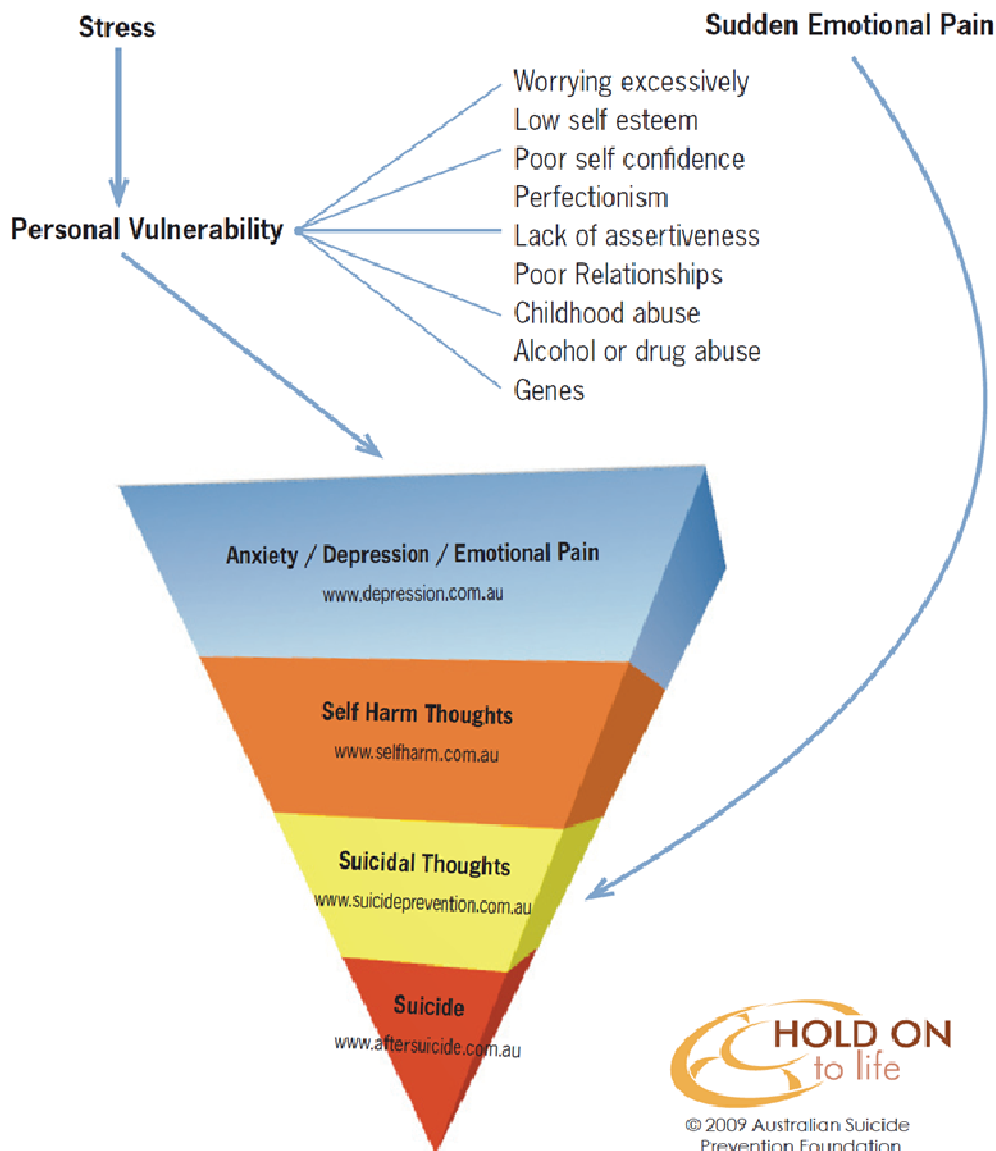 Stress
Sudden Emotional Pain
Worrying excessively
Low self esteem
Poor self confidence
Perfectionism
Personal Vulnerability
Lack of assertiveness
Poor Relationships
Childhood abuse
Alcohol or drug abuse
Genes
Anxiety / Depression / Emotional Pain
www.depression.com.au
Self Harm Thoughts
www.selfharm.com.au
Suicidal Thoughts
www.suicideprevention.com.au
Suicide
www.aftersuicide.com.au
HOLD ON
to life
© 2009 Australian Suicide
Prevention Foundation